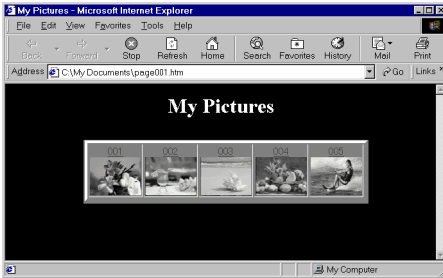 My Pictures - Microsoft Internet Explorer
File Edit View Favorites Tools Help
Back Forward Stop Refresh Home Search Favorites History Mail Print
Address C:\My Documents\page001.htm Go Links »
My Pictures
001 002 003 004 005
My Computer